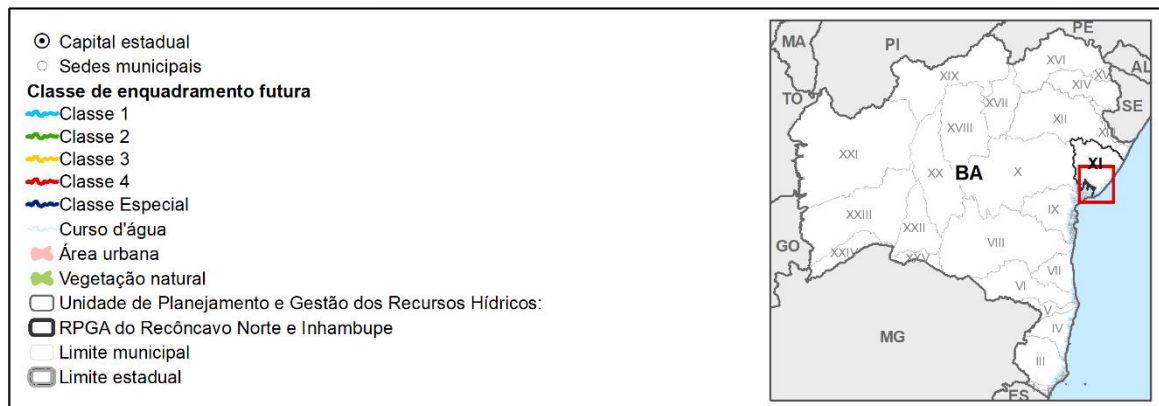 Capital estadual
Sedes municipais
Classe de enquadramento futura
Classe 1
Classe 2
Classe 3
Classe 4
Classe Especial
Curso d'água
Área urbana
Vegetação natural
Unidade de Planejamento e Gestão dos Recursos Hídricos:
RPGA do Recôncavo Norte e Inhambupe
Limite municipal
Limite estadual
MA
PI
PE
AL
TO
SE
XIX
XVI
XV
XIV
XVII
XVIII
XII
XIII
XI
XXI
XX
BA
X
IX
XXIII
XXII
GO
VIII
XXIV
XXV
VII
VI
V
IV
MG
III
ES